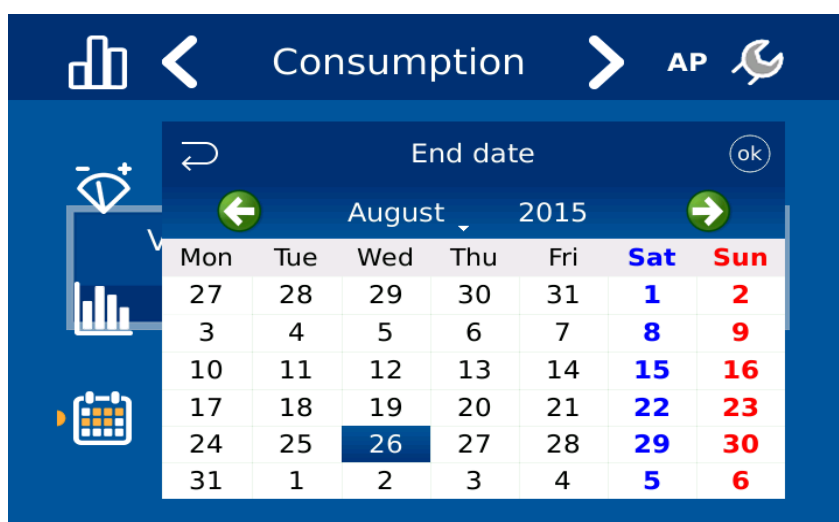 Consumption AP
End date ok
August 2015
Mon Tue Wed Thu Fri Sat Sun
27 28 29 30 31 1 2
3 4 5 6 7 8 9
10 11 12 13 14 15 16
17 18 19 20 21 22 23
24 25 26 27 28 29 30
31 1 2 3 4 5 6